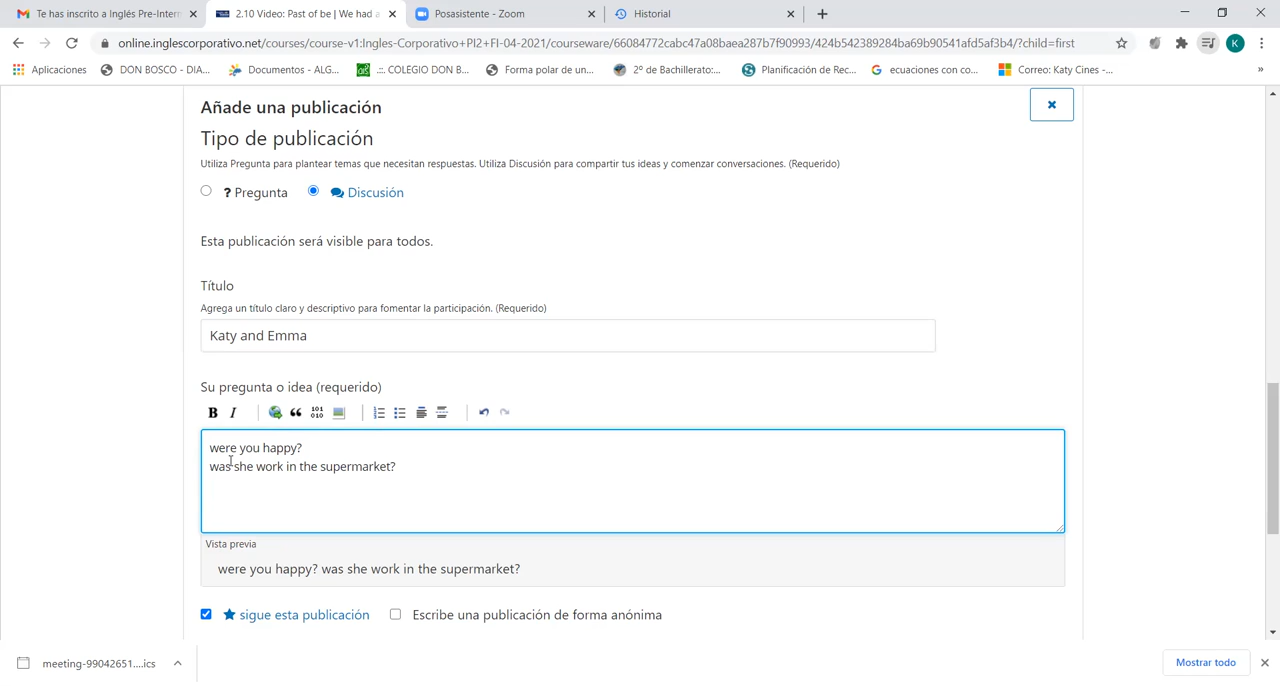 Te has inscrito a Inglés Pre-Interm
2.10 Video: Past of be | We had a
Posasistente - Zoom
Historial
online.inglescorporativo.net/courses/course-v1:Ingles-Corporativo+PI2+FI-04-2021/courseware/66084772cabc47a08baea287b7f90993/424b542389284ba69b90541afd5af3b4/?child=first
K
Aplicaciones
DON BOSCO - DIA...
Documentos - ALG...
.::. COLEGIO DON B...
Forma polar de un...
2º de Bachillerato:...
Planificación de Rec...
ecuaciones con co...
Correo: Katy Cines -...
»
Añade una publicación
Tipo de publicación
Utiliza Pregunta para plantear temas que necesitan respuestas. Utiliza Discusión para compartir tus ideas y comenzar conversaciones. (Requerido)
? Pregunta
Discusión
Esta publicación será visible para todos.
Título
Agrega un título claro y descriptivo para fomentar la participación. (Requerido)
Katy and Emma
Su pregunta o idea (requerido)
B I
were you happy?
was she work in the supermarket?
Vista previa
were you happy? was she work in the supermarket?
sigue esta publicación
Escribe una publicación de forma anónima
meeting-99042651....ics
Mostrar todo